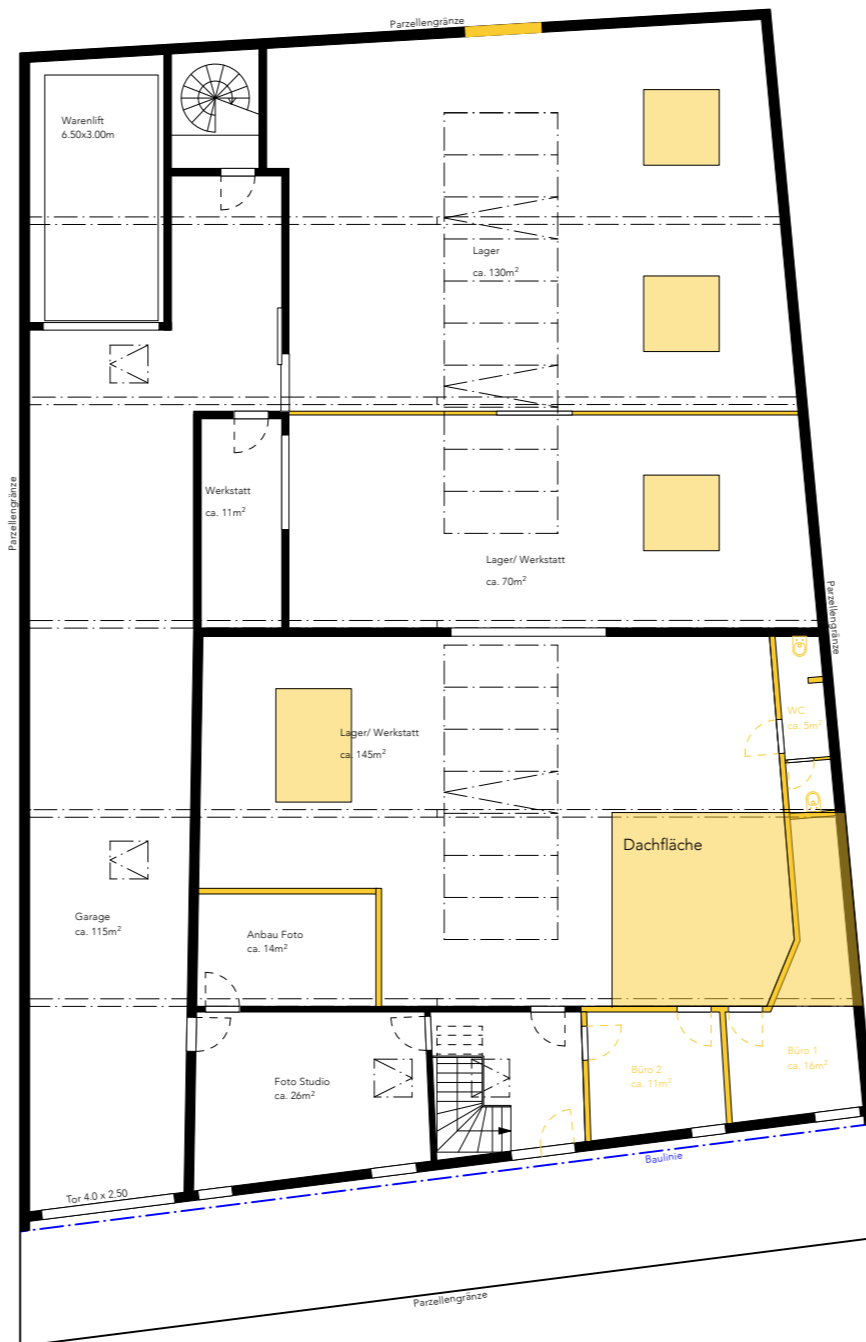 Parzellengränze
Warenlift
6.50x3.00m
Lager
ca. 130m²
Parzellengränze
Werkstatt
ca. 11m²
Lager/ Werkstatt
ca. 70m²
Parzellengränze
WC
ca. 5m²
Lager/ Werkstatt
ca. 145m²
Dachfläche
Garage
ca. 115m²
Anbau Foto
ca. 14m²
Foto Studio
ca. 26m²
Büro 2
ca. 11m²
Büro 1
ca. 16m²
Baulinie
Tor 4.0 x 2.50
Parzellengränze